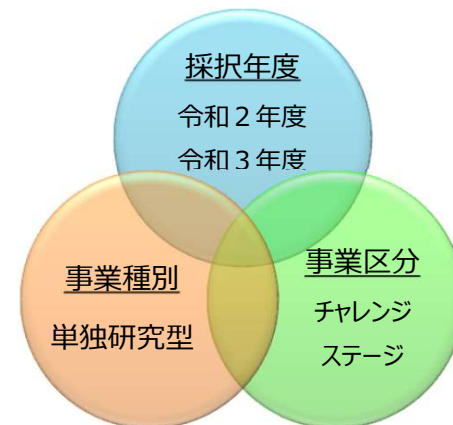 採択年度
令和２年度
令和３年度
事業種別
単独研究型
事業区分
チャレンジ
ステージ